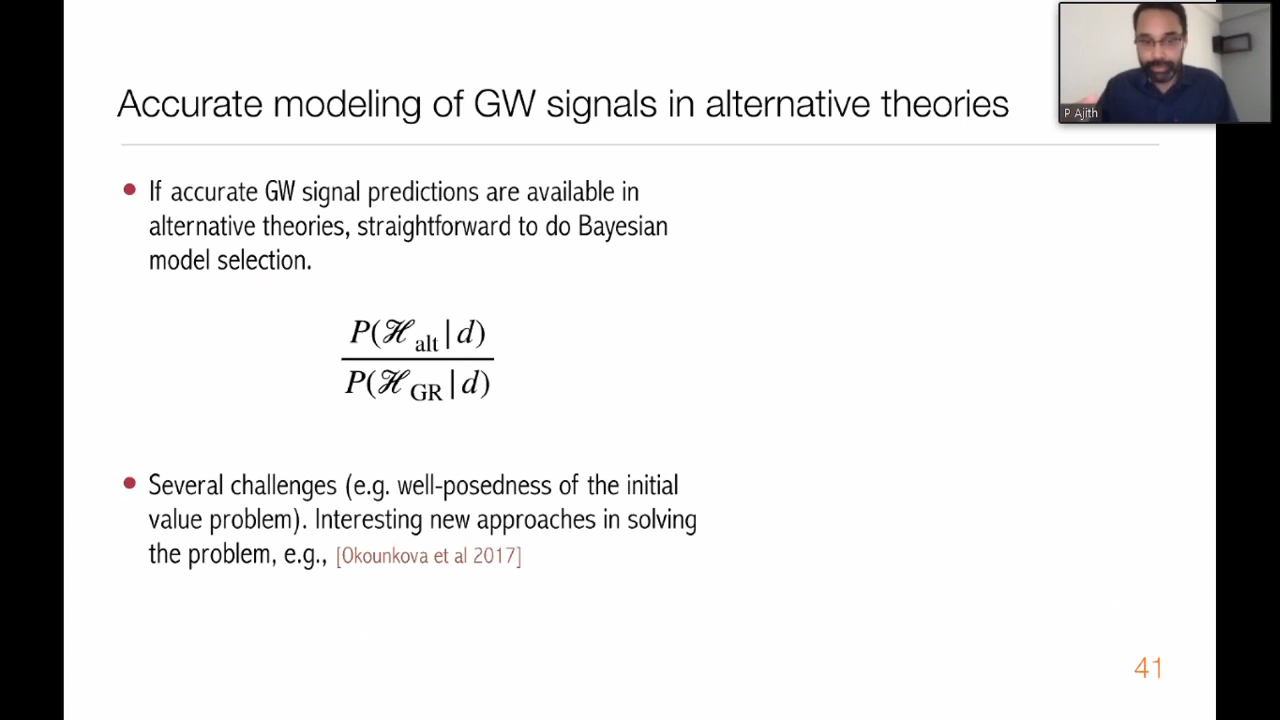 Accurate modeling of GW signals in alternative theories
P Ajith
If accurate GW signal predictions are available in
alternative theories, straightforward to do Bayesian
model selection.
P(ℋ_alt | d)
P(ℋ_GR | d)
Several challenges (e.g. well-posedness of the initial
value problem). Interesting new approaches in solving
the problem, e.g., [Okounkova et al 2017]
41